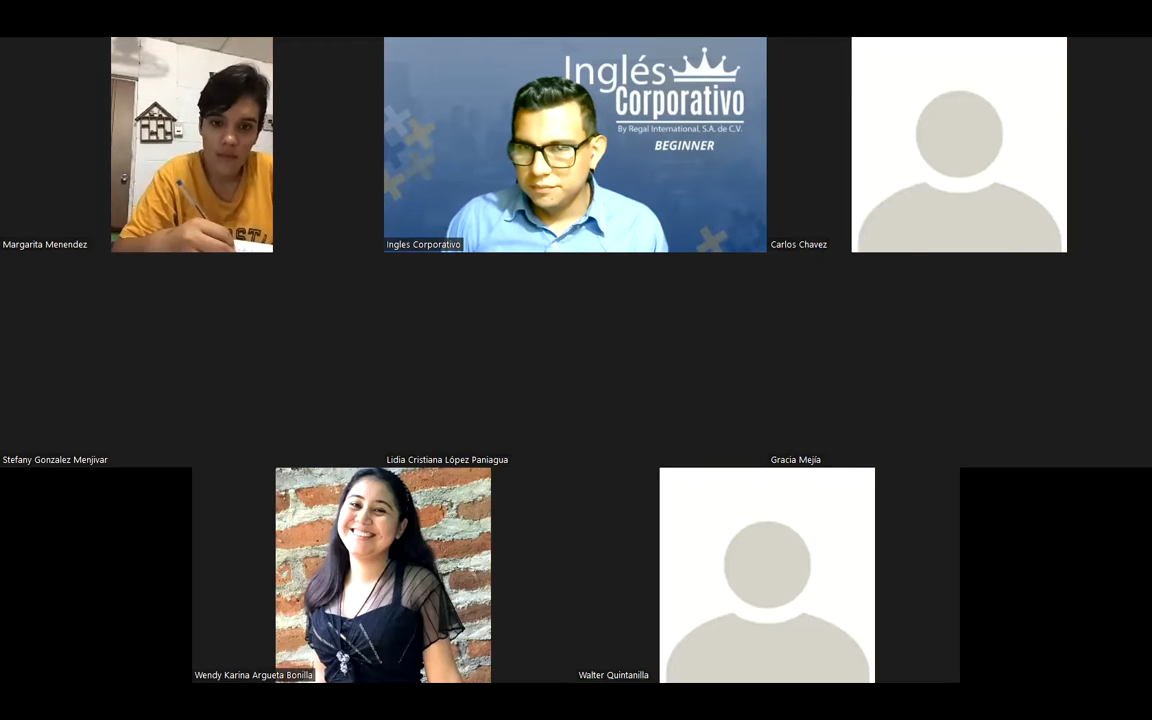 Inglés
Corporativo
By Regal International, S.A. de C.V.
BEGINNER
Margarita Menendez
Ingles Corporativo
Carlos Chavez
Stefany Gonzalez Menjivar
Lidia Cristiana López Paniagua
Gracia Mejía
Wendy Karina Argueta Bonilla
Walter Quintanilla